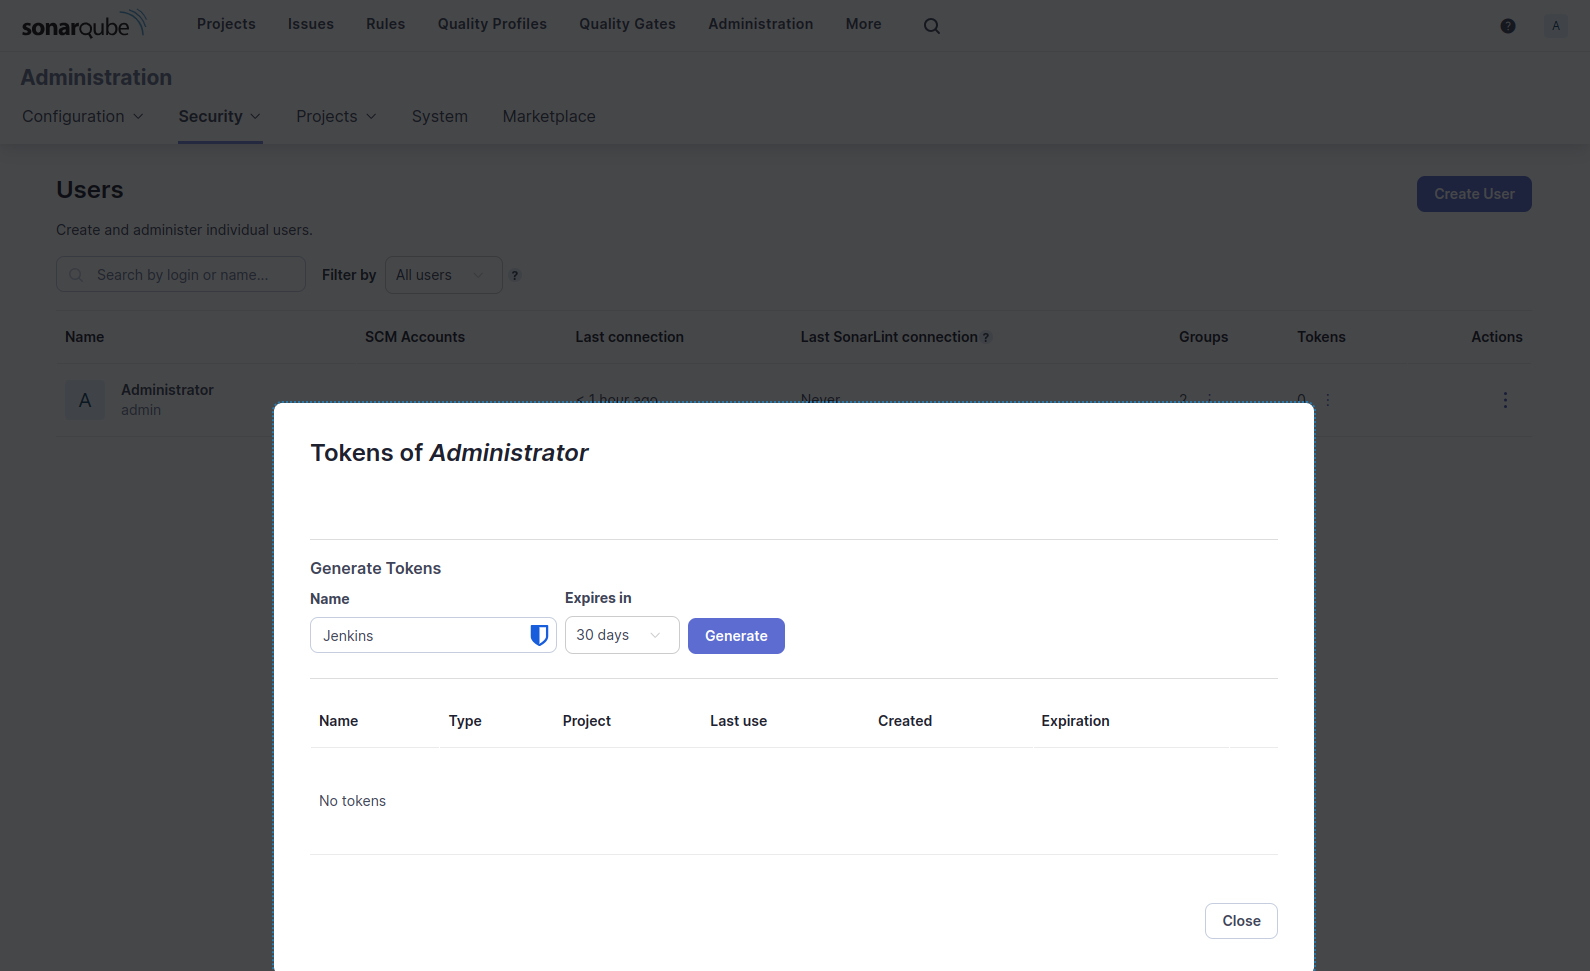 sonarqube Projects Issues Rules Quality Profiles Quality Gates Administration More ? A
Administration
Configuration Security Projects System Marketplace
Users
Create User
Create and administer individual users.
Search by login or name... Filter by All users ?
Name SCM Accounts Last connection Last SonarLint connection ? Groups Tokens Actions
A Administrator < 1 hour ago Never 2 0
admin
Tokens of Administrator
Generate Tokens
Name Expires in
Jenkins 30 days Generate
Name Type Project Last use Created Expiration
No tokens
Close